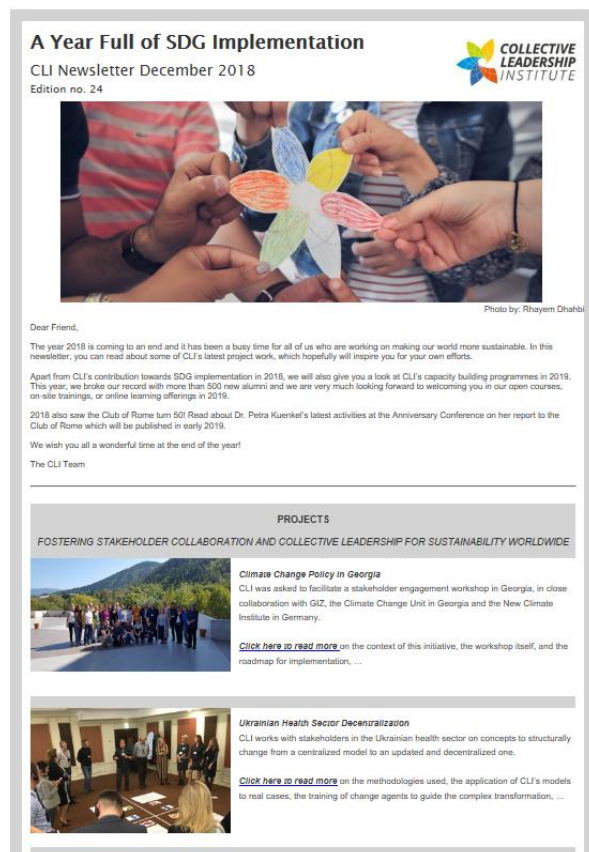 A Year Full of SDG Implementation
CLI Newsletter December 2018
Edition no. 24
COLLECTIVE
LEADERSHIP
INSTITUTE
Photo by: Rhayem Dhahbi
Dear Friend,
The year 2018 is coming to an end and it has been a busy time for all of us who are working on making our world more sustainable. In this
newsletter, you can read about some of CLI's latest project work, which hopefully will inspire you for your own efforts.
Apart from CLI's contribution towards SDG implementation in 2018, we will also give you a look at CLI's capacity building programmes in 2019.
This year, we broke our record with more than 500 new alumni and we are very much looking forward to welcoming you in our open courses,
on-site trainings, or online learning offerings in 2019.
2018 also saw the Club of Rome turn 50! Read about Dr. Petra Kuenkel's latest activities at the Anniversary Conference on her report to the
Club of Rome which will be published in early 2019.
We wish you all a wonderful time at the end of the year!
The CLI Team
PROJECTS
FOSTERING STAKEHOLDER COLLABORATION AND COLLECTIVE LEADERSHIP FOR SUSTAINABILITY WORLDWIDE
Climate Change Policy in Georgia
CLI was asked to facilitate a stakeholder engagement workshop in Georgia, in close
collaboration with GIZ, the Climate Change Unit in Georgia and the New Climate
Institute in Germany.
Click here to read more on the context of this initiative, the workshop itself, and the
roadmap for implementation, ...
Ukrainian Health Sector Decentralization
CLI works with stakeholders in the Ukrainian health sector on concepts to structurally
change from a centralized model to an updated and decentralized one.
Click here to read more on the methodologies used, the application of CLI's models
to real cases, the training of change agents to guide the complex transformation, ...